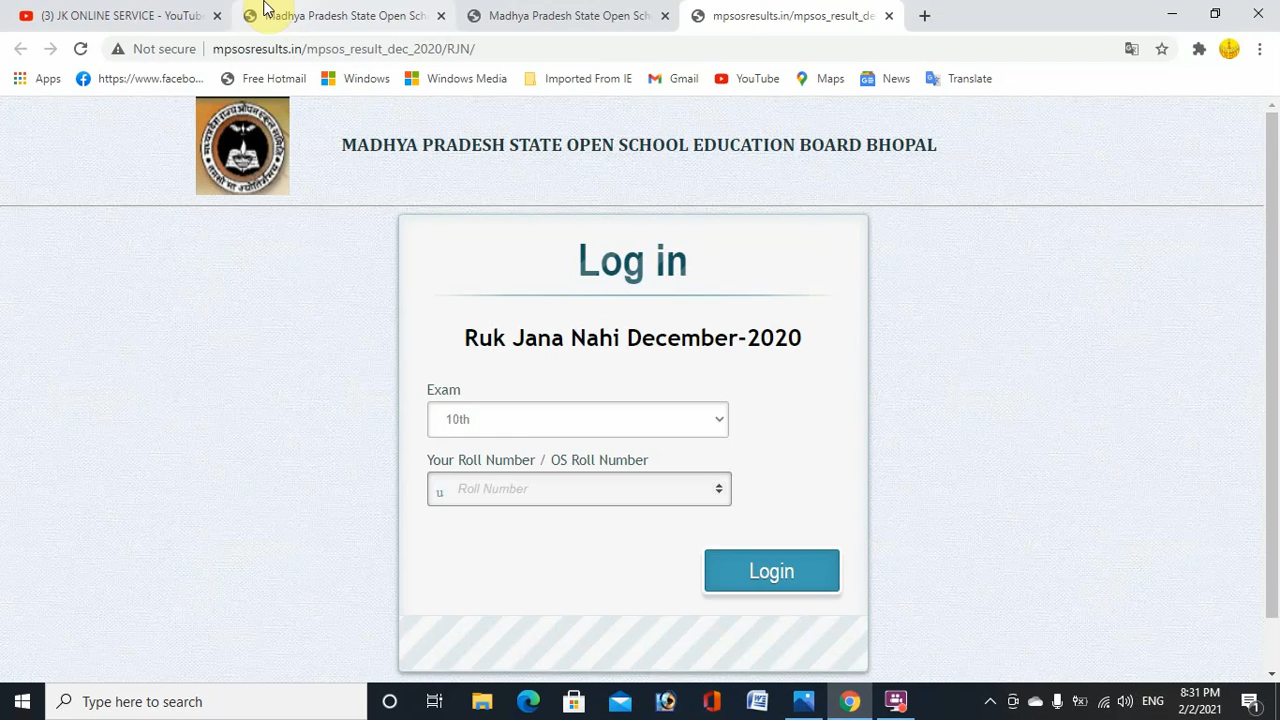 (3) JK ONLINE SERVICE - YouTube
Madhya Pradesh State Open Sch
Madhya Pradesh State Open Sch
mpsosresults.in/mpsos_result_de
Not secure
mpsosresults.in/mpsos_result_dec_2020/RJN/
Apps
https://www.facebo...
Free Hotmail
Windows
Windows Media
Imported From IE
Gmail
YouTube
Maps
News
Translate
MADHYA PRADESH STATE OPEN SCHOOL EDUCATION BOARD BHOPAL
Log in
Ruk Jana Nahi December-2020
Exam
10th
Your Roll Number / OS Roll Number
u Roll Number
Login
Type here to search
ENG
8:31 PM
2/2/2021
1